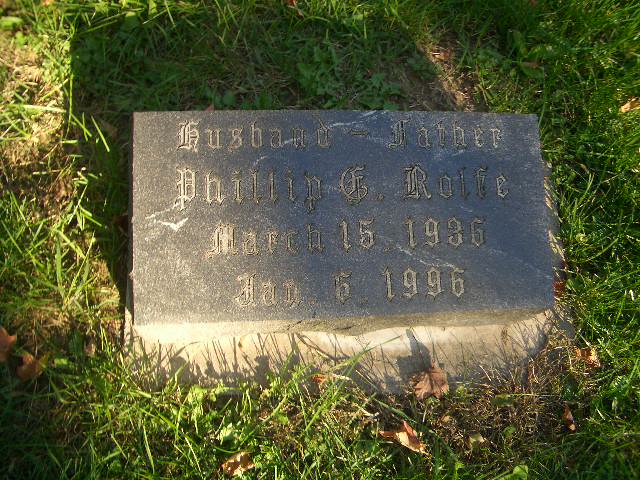 Husband - Father
Phillip G. Rolfe
March 15, 1936
Jan. 6, 1996